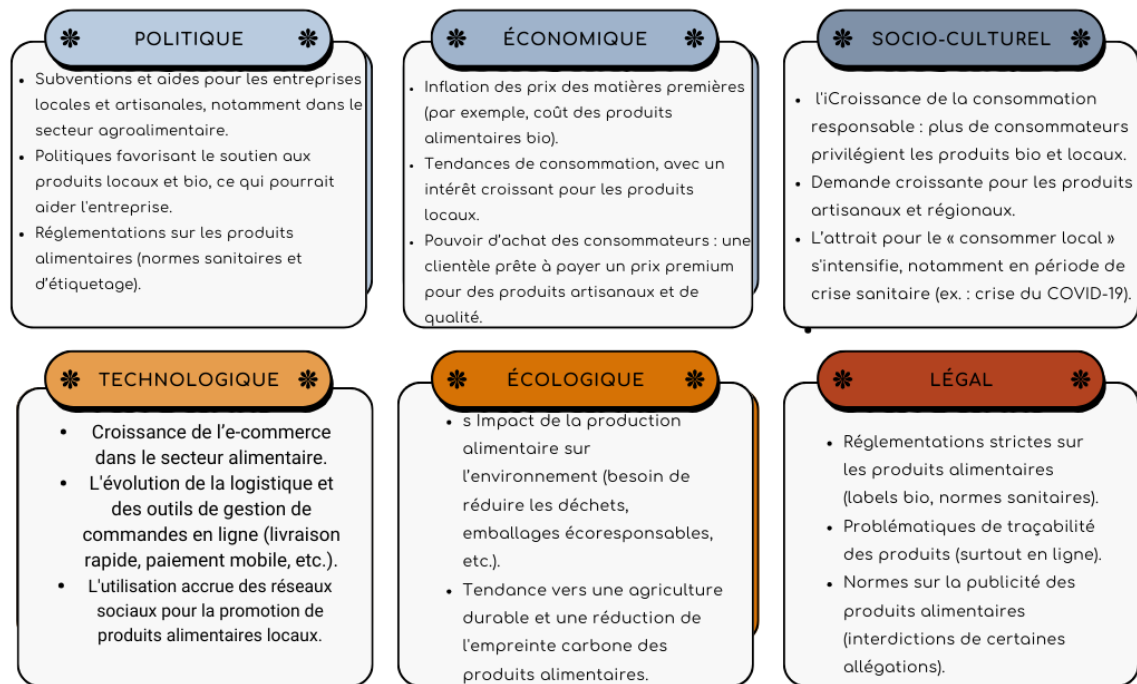 POLITIQUE
• Subventions et aides pour les entreprises
locales et artisanales, notamment dans le
secteur agroalimentaire.
• Politiques favorisant le soutien aux
produits locaux et bio, ce qui pourrait
aider l'entreprise.
• Réglementations sur les produits
alimentaires (normes sanitaires et
d'étiquetage).
ÉCONOMIQUE
Inflation des prix des matières premières
(par exemple, coût des produits
alimentaires bio).
• Tendances de consommation, avec un
intérêt croissant pour les produits
locaux.
• Pouvoir d'achat des consommateurs : une
clientèle prête à payer un prix premium
pour des produits artisanaux et de
qualité.
SOCIO-CULTUREL
• l'iCroissance de la consommation
responsable : plus de consommateurs
privilégient les produits bio et locaux.
• Demande croissante pour les produits
artisanaux et régionaux.
• L'attrait pour le « consommer local »
s'intensifie, notamment en période de
crise sanitaire (ex. : crise du COVID-19).
TECHNOLOGIQUE
• Croissance de l'e-commerce
dans le secteur alimentaire.
• L'évolution de la logistique et
des outils de gestion de
commandes en ligne (livraison
rapide, paiement mobile, etc.).
• L'utilisation accrue des réseaux
sociaux pour la promotion de
produits alimentaires locaux.
ÉCOLOGIQUE
• s Impact de la production
alimentaire sur
l'environnement (besoin de
réduire les déchets,
emballages écoresponsables,
etc.).
• Tendance vers une agriculture
durable et une réduction de
l'empreinte carbone des
produits alimentaires.
LÉGAL
• Réglementations strictes sur
les produits alimentaires
(labels bio, normes sanitaires).
• Problématiques de traçabilité
des produits (surtout en ligne).
• Normes sur la publicité des
produits alimentaires
(interdictions de certaines
allégations).